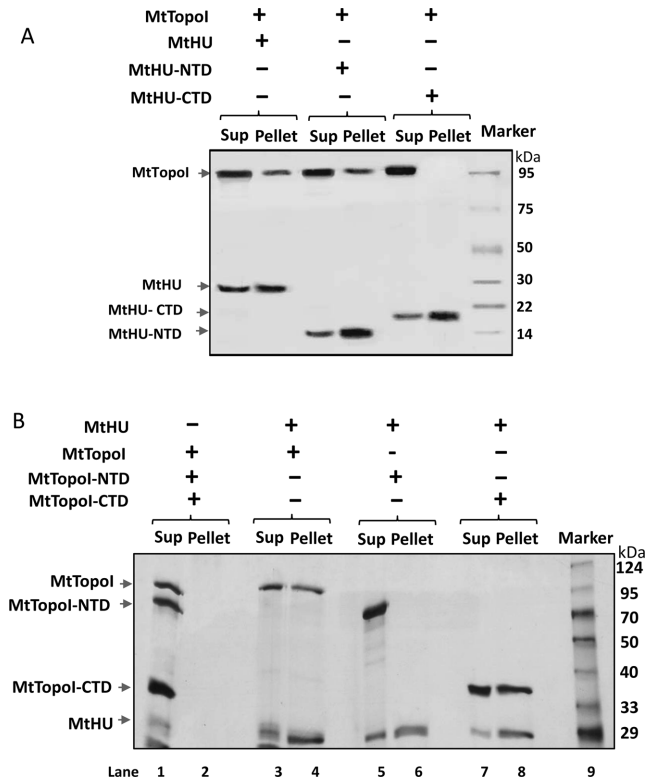 A
MtTopoI + + +
MtHU + − −
MtHU-NTD − + −
MtHU-CTD − − +
Sup Pellet Sup Pellet Sup Pellet Marker
kDa
MtTopoI 95
75
50
MtHU 30
MtHU- CTD 22
MtHU-NTD 14
B
MtHU − + + +
MtTopoI + + - −
MtTopoI-NTD + − + −
MtTopoI-CTD + − − +
Sup Pellet Sup Pellet Sup Pellet Sup Pellet Marker
kDa
124
MtTopoI 95
MtTopoI-NTD 70
50
40
MtTopoI-CTD
33
MtHU 29
Lane 1 2 3 4 5 6 7 8 9